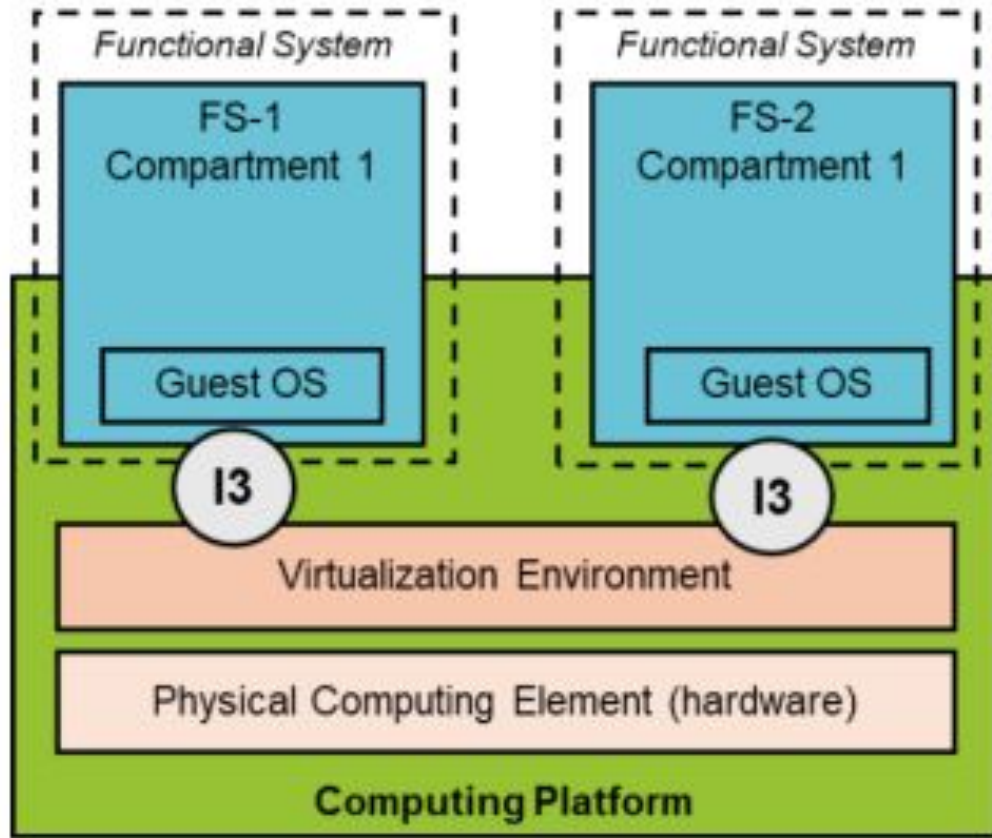 Functional System
Functional System
FS-1
Compartment 1
FS-2
Compartment 1
Guest OS
Guest OS
I3
I3
Virtualization Environment
Physical Computing Element (hardware)
Computing Platform